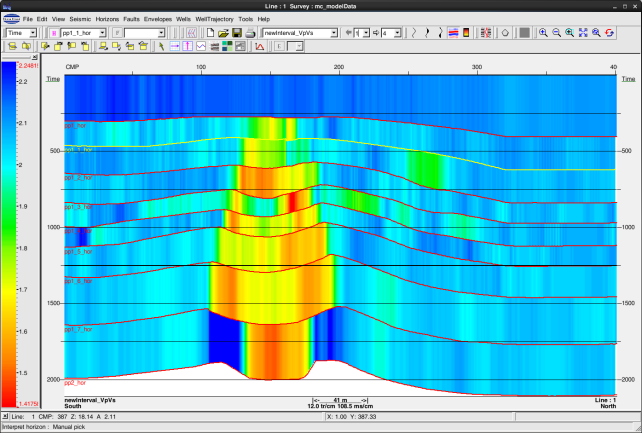 Line : 1 Survey : mc_modelData
File Edit View Seismic Horizons Faults Envelopes Wells WellTrajectory Tools Help
Time pp1_1_hor # newInterval_VpVs 1 4
E
2.2481
CMP 100 200 300 40
Time Time
2.2
2.1
2
1.9
1.8
1.7
1.6
1.5
1.4175
pp1_hor
500 500
pp1_3_hor
1000 1000
pp1_5_hor
pp1_6_hor
1500 1500
pp1_7_hor
2000 2000
pp2_hor
newInterval_VpVs |<- 41 m ->| Line : 1
South 12.0 tr/cm 108.5 ms/cm North
Line: 1 CMP: 387 Z: 18.14 A 2.11 X: 1.00 Y: 387.33
Interpret horizon : Manual pick